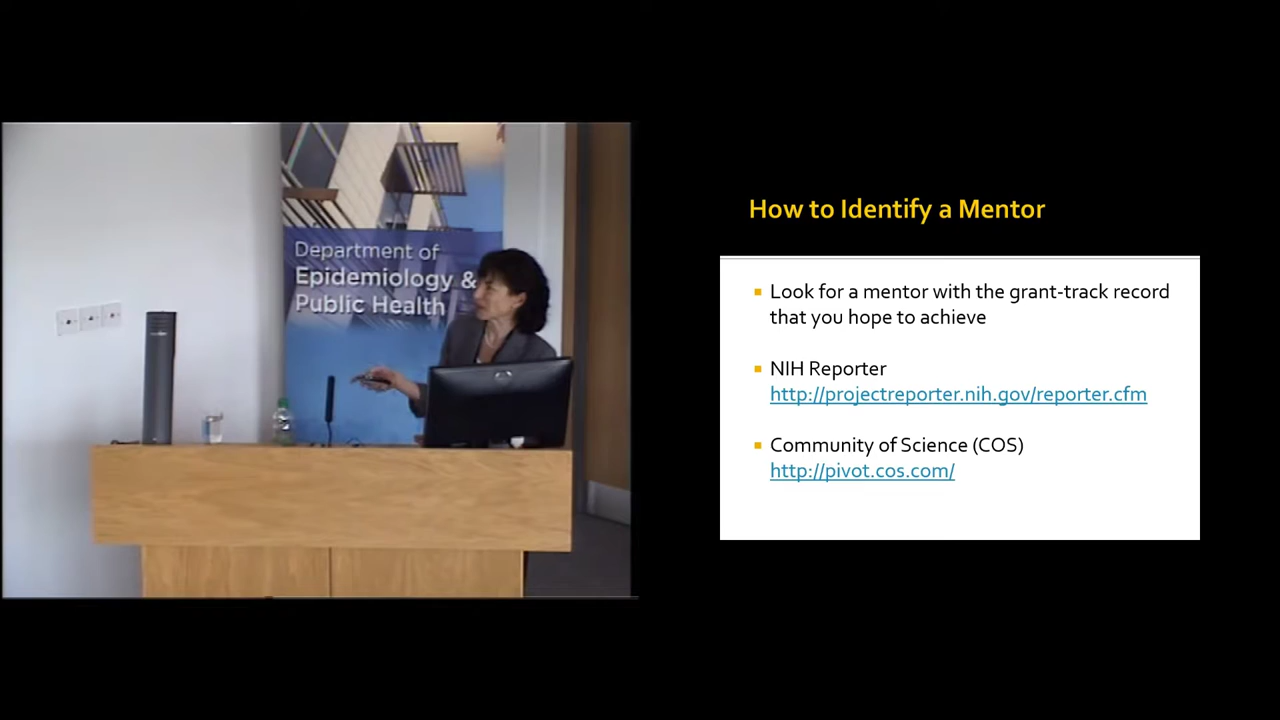 Department of
Epidemiology &
Public Health
How to Identify a Mentor
Look for a mentor with the grant-track record
that you hope to achieve
NIH Reporter
http://projectreporter.nih.gov/reporter.cfm
Community of Science (COS)
http://pivot.cos.com/